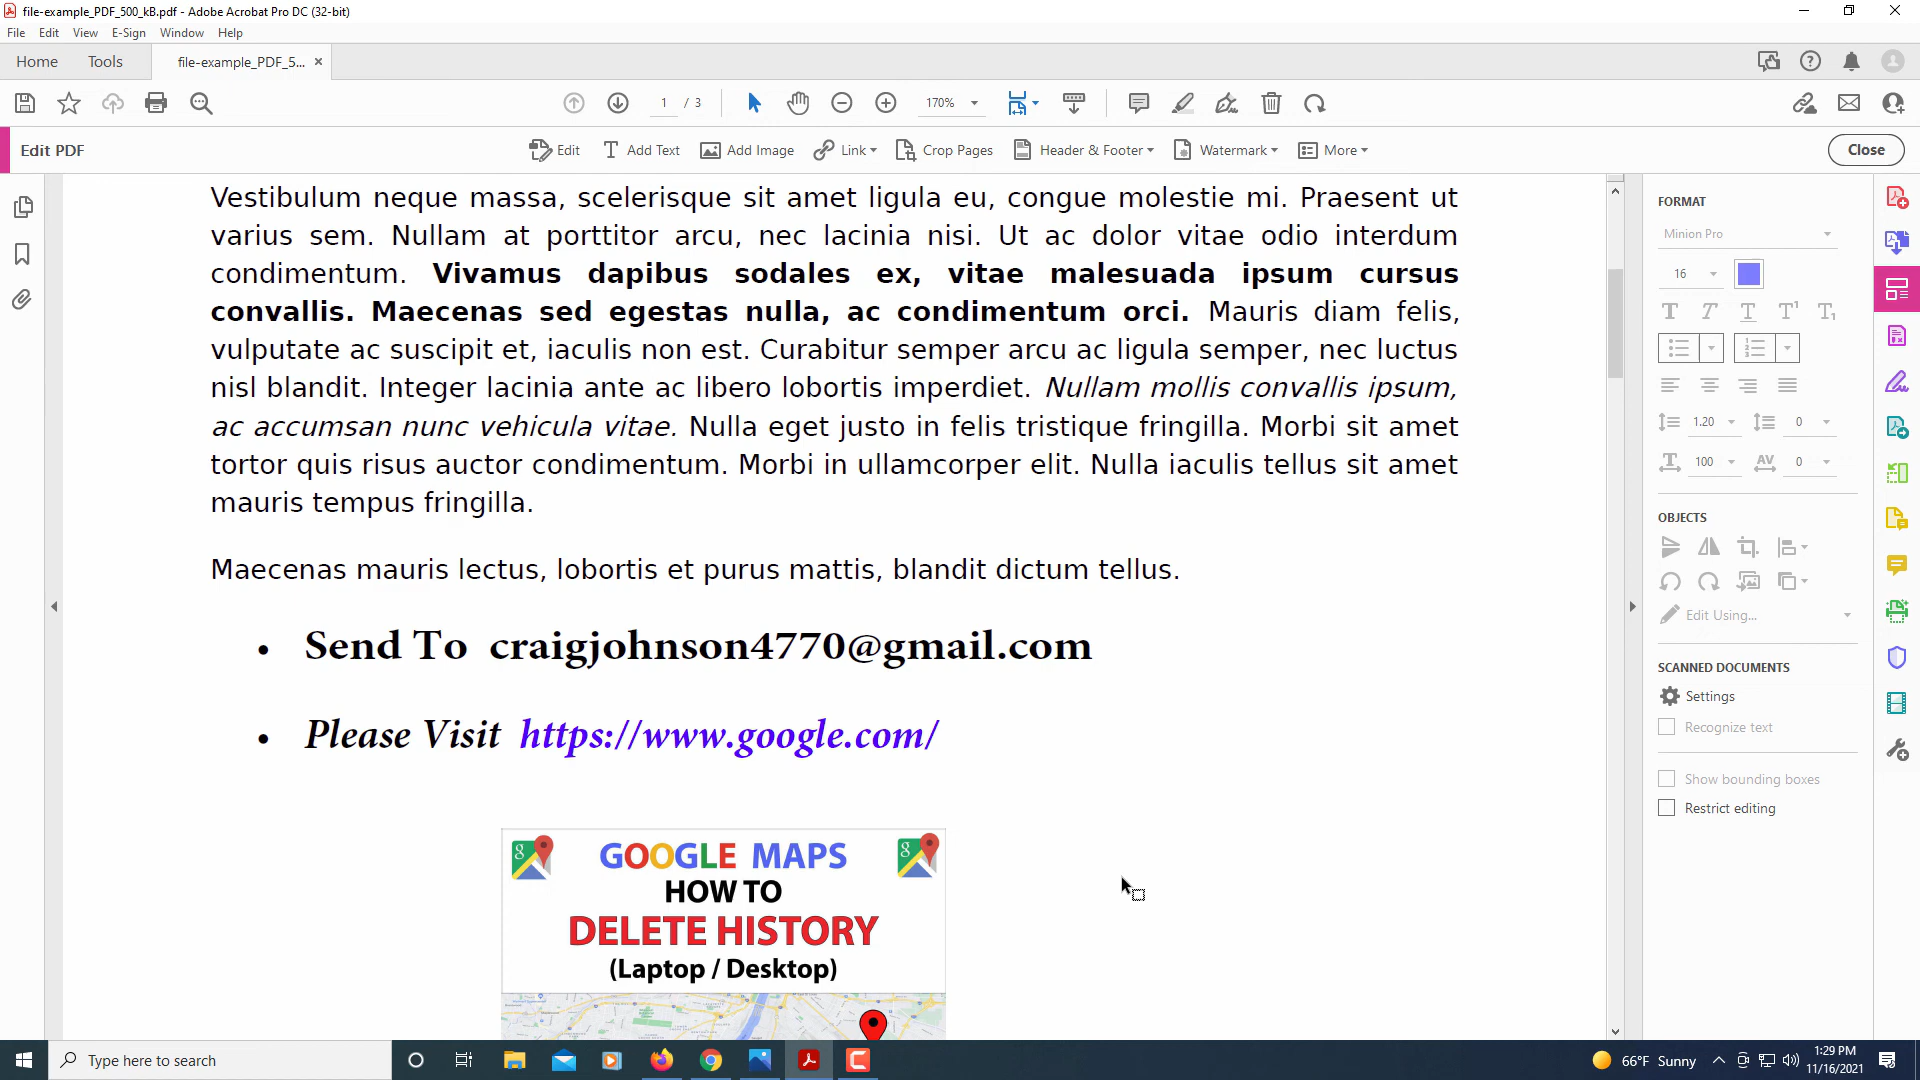 file-example_PDF_500_kB.pdf - Adobe Acrobat Pro DC (32-bit)
File Edit View E-Sign Window Help
Home Tools file-example_PDF_5... ×
1 / 3 170%
Edit PDF Edit Add Text Add Image Link Crop Pages Header & Footer Watermark More Close
Vestibulum neque massa, scelerisque sit amet ligula eu, congue molestie mi. Praesent ut
varius sem. Nullam at porttitor arcu, nec lacinia nisi. Ut ac dolor vitae odio interdum
condimentum. Vivamus dapibus sodales ex, vitae malesuada ipsum cursus
convallis. Maecenas sed egestas nulla, ac condimentum orci. Mauris diam felis,
vulputate ac suscipit et, iaculis non est. Curabitur semper arcu ac ligula semper, nec luctus
nisl blandit. Integer lacinia ante ac libero lobortis imperdiet. Nullam mollis convallis ipsum,
ac accumsan nunc vehicula vitae. Nulla eget justo in felis tristique fringilla. Morbi sit amet
tortor quis risus auctor condimentum. Morbi in ullamcorper elit. Nulla iaculis tellus sit amet
mauris tempus fringilla.
Maecenas mauris lectus, lobortis et purus mattis, blandit dictum tellus.
• Send To craigjohnson4770@gmail.com
• Please Visit https://www.google.com/
GOOGLE MAPS
HOW TO
DELETE HISTORY
(Laptop / Desktop)
FORMAT
Minion Pro
16
1.20 0
100 AV 0
OBJECTS
Edit Using...
SCANNED DOCUMENTS
Settings
Recognize text
Show bounding boxes
Restrict editing
Type here to search
66°F Sunny
1:29 PM
11/16/2021